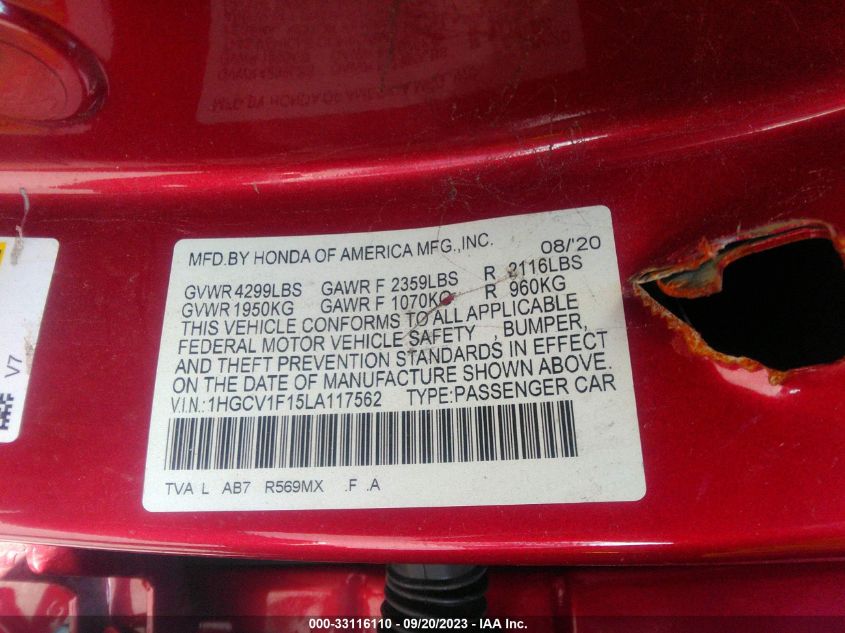 MFD.BY HONDA OF AMERICA MFG.,INC. 08/'20
GVWR 4299LBS GAWR F 2359LBS R 2116LBS
GVWR 1950KG GAWR F 1070KG R 960KG
THIS VEHICLE CONFORMS TO ALL APPLICABLE
FEDERAL MOTOR VEHICLE SAFETY , BUMPER,
AND THEFT PREVENTION STANDARDS IN EFFECT
ON THE DATE OF MANUFACTURE SHOWN ABOVE.
V.I.N.:1HGCV1F15LA117562 TYPE:PASSENGER CAR
TVA L AB7 R569MX .F .A
V7
000-33116110 - 09/20/2023 - IAA Inc.